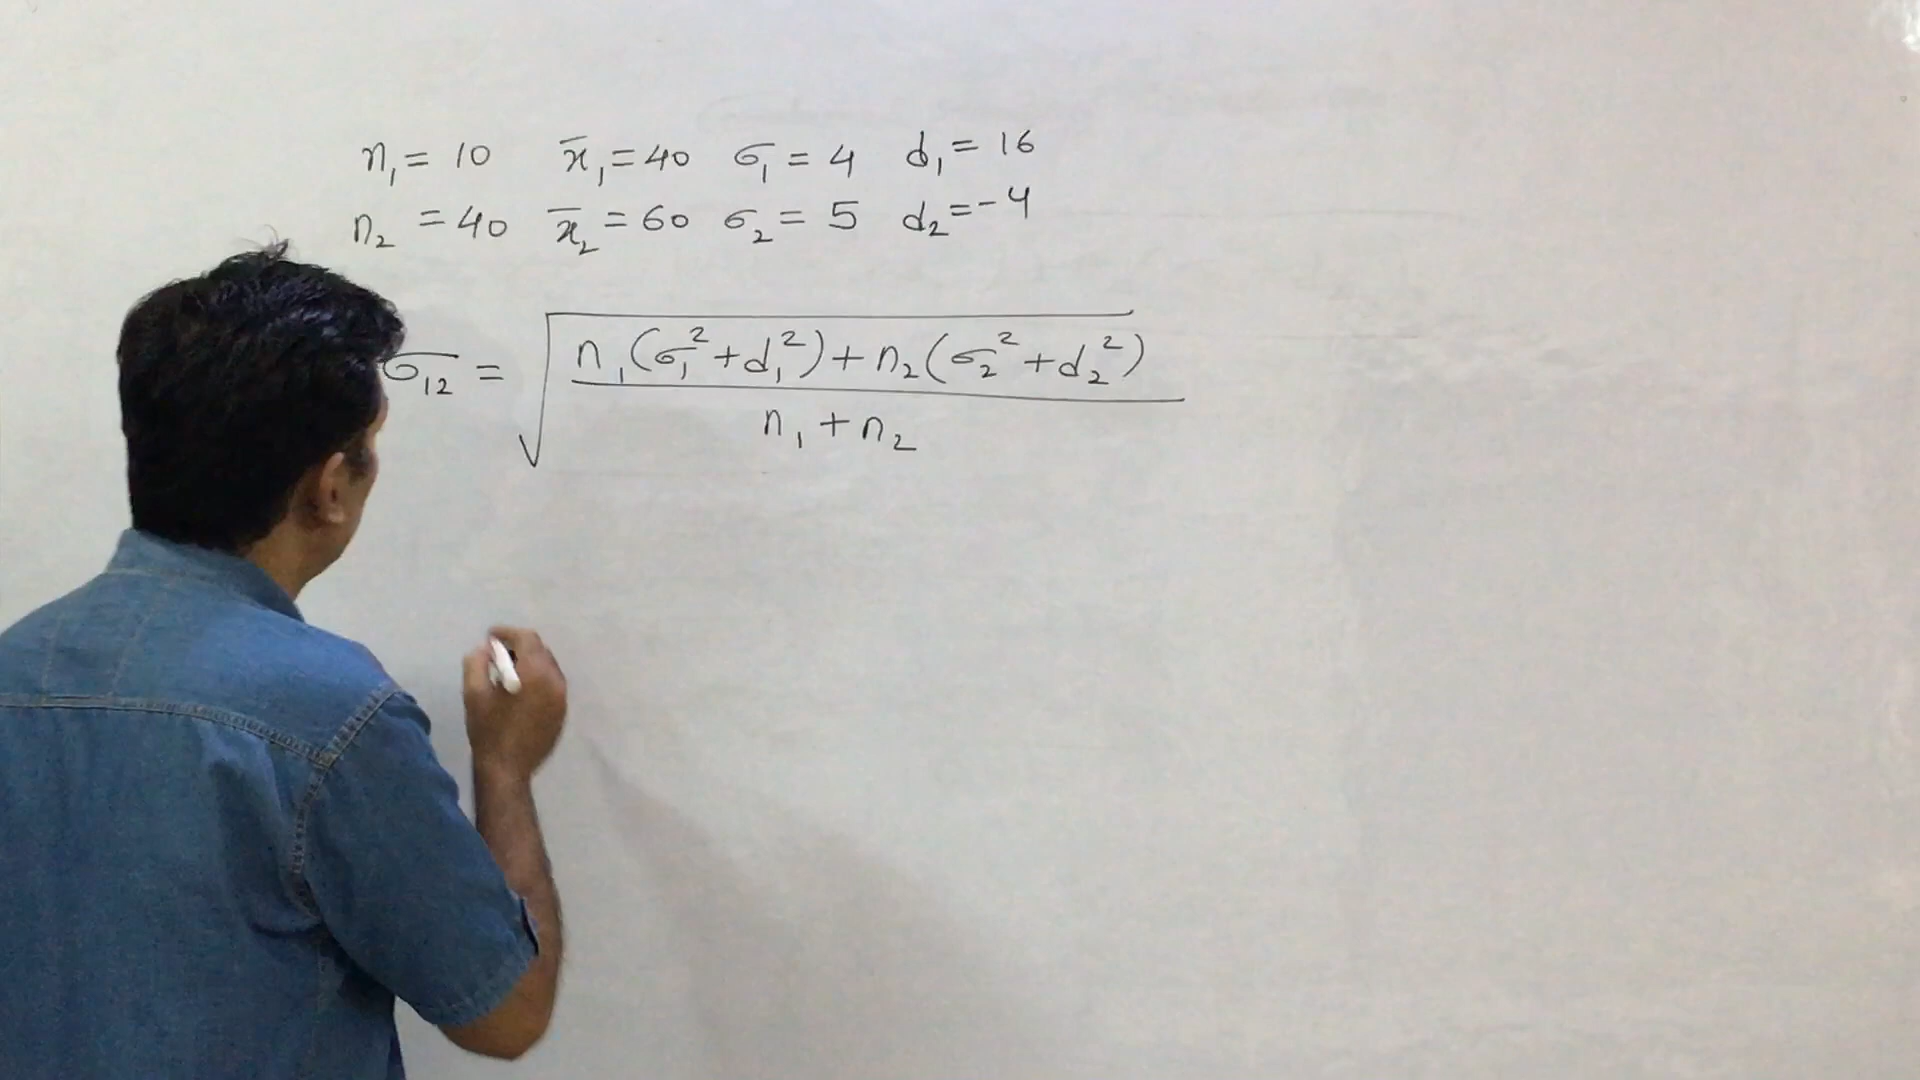 n₁ = 10 x̄₁ = 40 σ₁ = 4 d₁ = 16
n₂ = 40 x̄₂ = 60 σ₂ = 5 d₂ = -4
σ₁₂ = √ n₁(σ₁² + d₁²) + n₂(σ₂² + d₂²)
n₁ + n₂